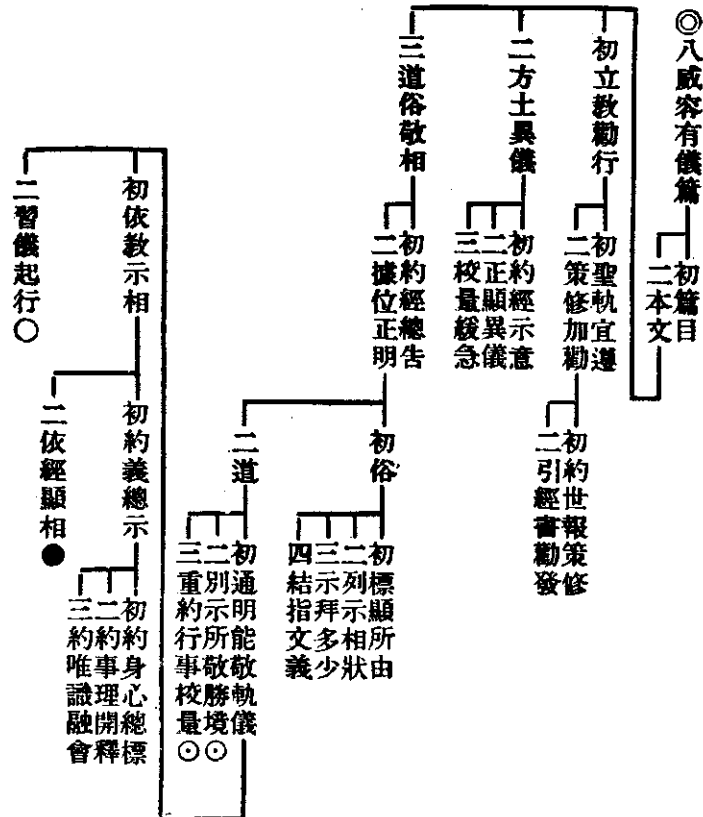 ◎八威容有儀篇
初篇目
二本文
初立教勸行
初聖軌宜遵
二策修加勸
初約世報策修
二引經書勸發
二方土異儀
初約經示意
二正顯異儀
三校量緩急
三道俗敬相
初約經總告
二據位正明
初俗
初標顯所由
二列示相狀
三示拜多少
四結指文義
二道
初通明能敬軌儀
二別示所敬勝境⊙
三重約行事校量⊙
初依教示相
初約義總示
初約身心總標
二約事理開釋
三約唯識融會
二依經顯相●
二習儀起行○